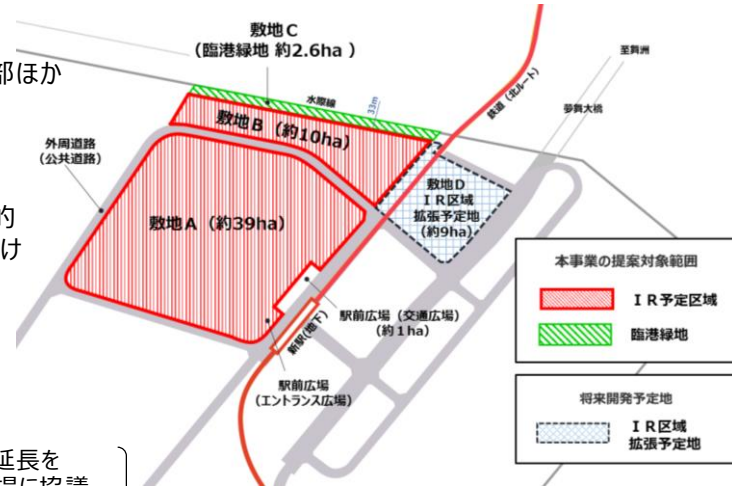 敷地C
(臨港緑地 約2.6ha )
部ほか
水際線
33m
鉄道(北ルート)
至舞洲
夢舞大橋
外周道路
(公共道路)
敷地B(約10ha)
敷地A(約39ha)
敷地D
IR区域
拡張予定地
(約9ha)
的
け
本事業の提案対象範囲
IR予定区域
臨港緑地
駅前広場(交通広場)
(約1ha)
新駅(地下)
駅前広場
(エントランス広場)
将来開発予定地
IR区域
拡張予定地
延長を
場に協議